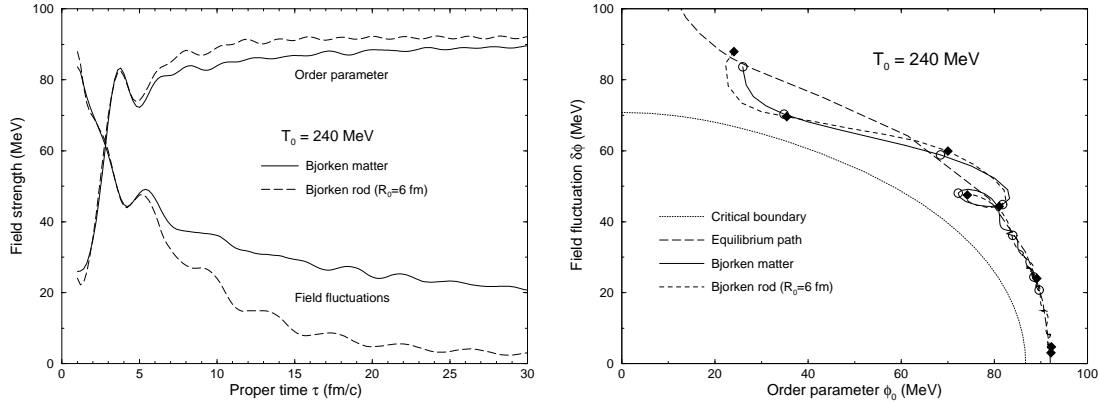 100
80
60
40
20
0
0
5
10
15
20
25
30
Field strength (MeV)
Proper time τ (fm/c)
Order parameter
T₀ = 240 MeV
Bjorken matter
Bjorken rod (R₀=6 fm)
Field fluctuations
100
80
60
40
20
0
0
20
40
60
80
100
Field fluctuation δϕ (MeV)
Order parameter ϕ₀ (MeV)
T₀ = 240 MeV
Critical boundary
Equilibrium path
Bjorken matter
Bjorken rod (R₀=6 fm)